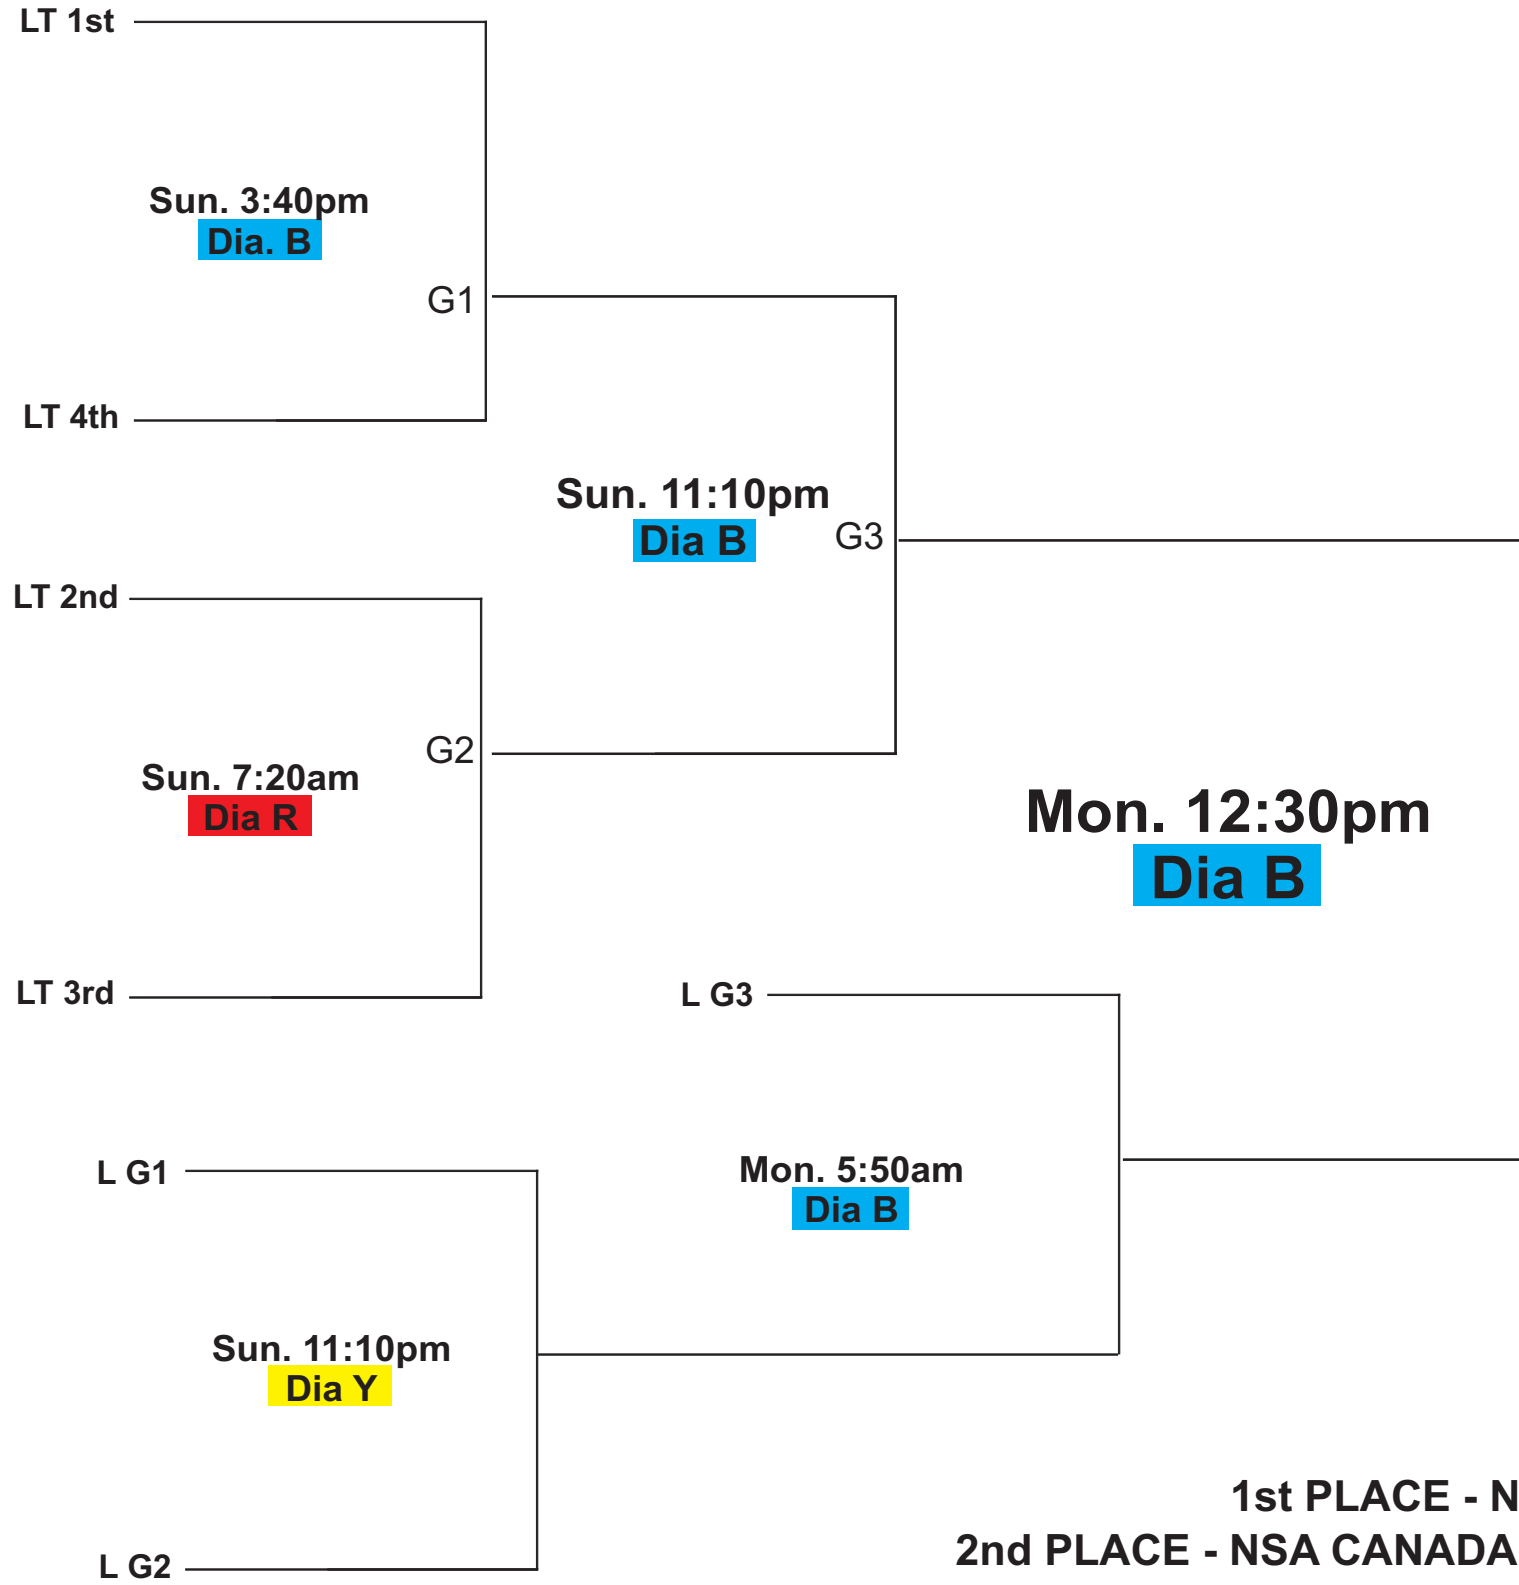 LT 1st
Sun. 3:40pm
Dia. B
G1
LT 4th
Sun. 11:10pm
Dia B
G3
LT 2nd
G2
Sun. 7:20am
Dia R
Mon. 12:30pm
Dia B
LT 3rd
L G3
L G1
Mon. 5:50am
Dia B
Sun. 11:10pm
Dia Y
1st PLACE - N
2nd PLACE - NSA CANADA
L G2